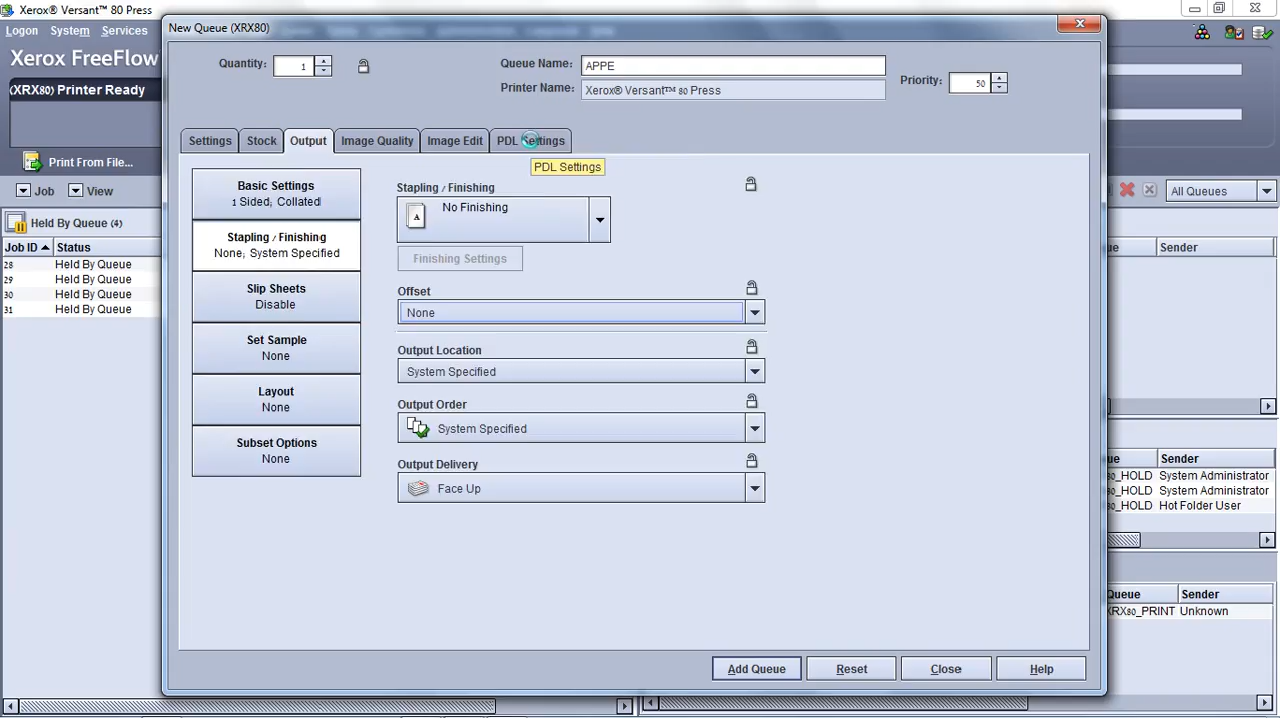 Xerox® Versant™ 80 Press
Logon System Services
Xerox FreeFlow
(XRX80) Printer Ready
Print From File...
Job View
Held By Queue (4)
Job ID Status
28 Held By Queue
29 Held By Queue
30 Held By Queue
31 Held By Queue
New Queue (XRX80)
Quantity: 1
Queue Name: APPE
Printer Name: Xerox® Versant™ 80 Press
Priority: 50
Settings Stock Output Image Quality Image Edit PDL Settings
PDL Settings
Basic Settings
1 Sided, Collated
Stapling / Finishing
None, System Specified
Slip Sheets
Disable
Set Sample
None
Layout
None
Subset Options
None
Stapling / Finishing
A No Finishing
Finishing Settings
Offset
None
Output Location
System Specified
Output Order
System Specified
Output Delivery
Face Up
Add Queue Reset Close Help
All Queues
ue Sender
ue Sender
80_HOLD System Administrator
80_HOLD System Administrator
80_HOLD Hot Folder User
Queue Sender
XRX80_PRINT Unknown